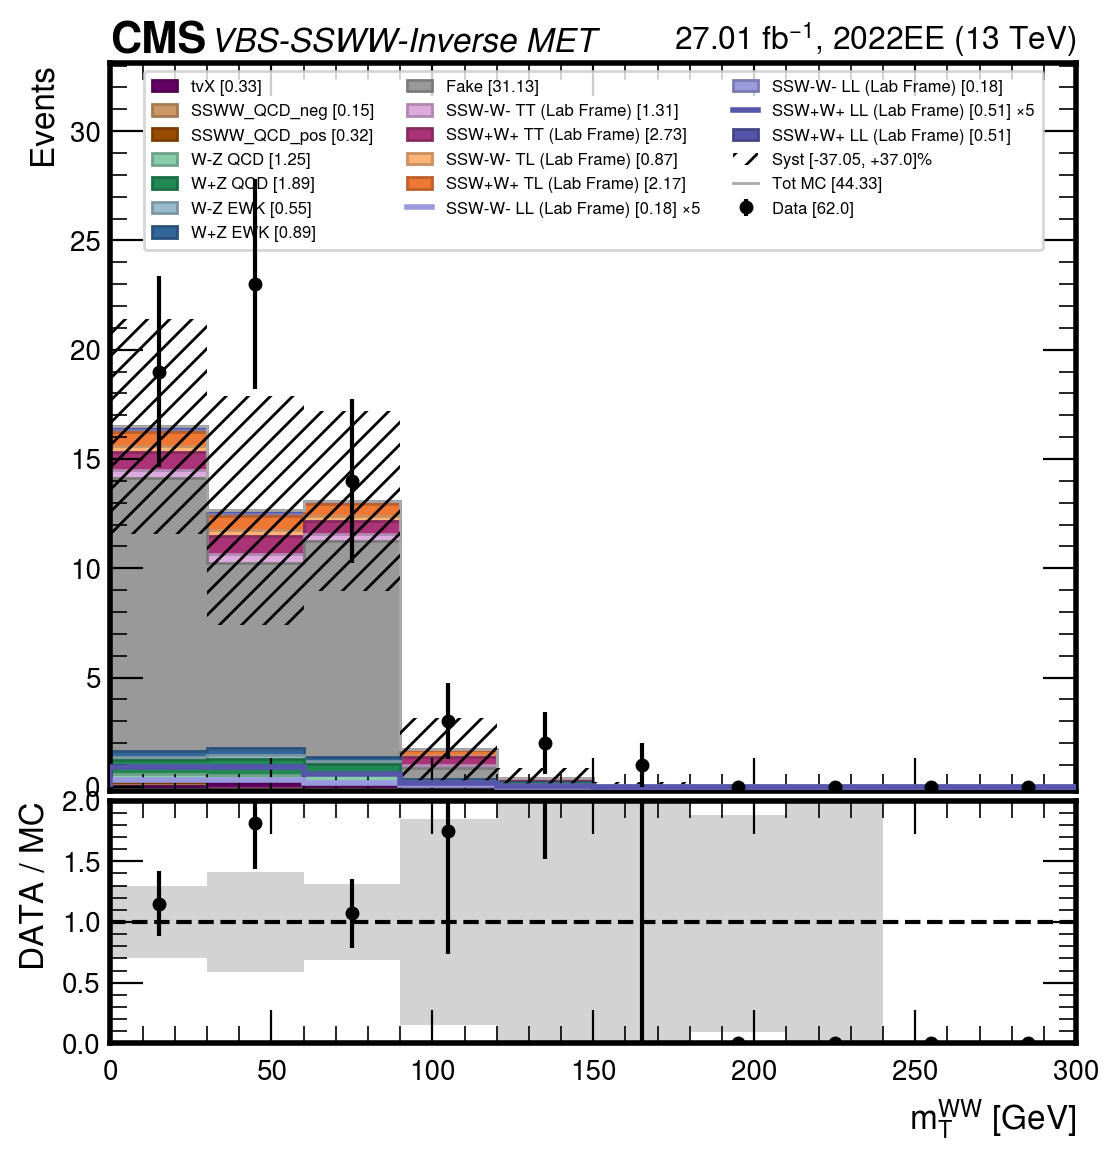 CMS VBS-SSWW-Inverse MET 27.01 fb⁻¹, 2022EE (13 TeV)
Events
tvX [0.33]
SSWW_QCD_neg [0.15]
SSWW_QCD_pos [0.32]
W-Z QCD [1.25]
W+Z QCD [1.89]
W-Z EWK [0.55]
W+Z EWK [0.89]
Fake [31.13]
SSW-W- TT (Lab Frame) [1.31]
SSW+W+ TT (Lab Frame) [2.73]
SSW-W- TL (Lab Frame) [0.87]
SSW+W+ TL (Lab Frame) [2.17]
SSW-W- LL (Lab Frame) [0.18] ×5
SSW-W- LL (Lab Frame) [0.18]
SSW+W+ LL (Lab Frame) [0.51] ×5
SSW+W+ LL (Lab Frame) [0.51]
Syst [-37.05, +37.0]%
Tot MC [44.33]
Data [62.0]
30
25
20
15
10
5
0
DATA / MC
2.0
1.5
1.0
0.5
0.0
0 50 100 150 200 250 300
m_T^WW [GeV]